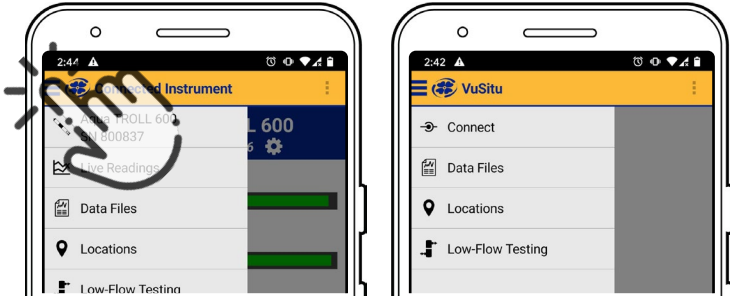 2:44
Connected Instrument
Aqua TROLL 600
SN 800837
L 600
6
Live Readings
Data Files
Locations
Low-Flow Testing
2:42
VuSitu
Connect
Data Files
Locations
Low-Flow Testing